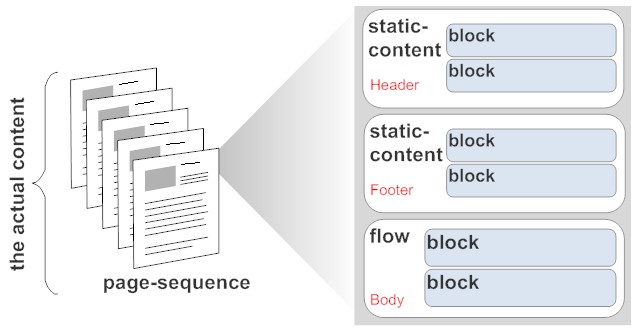 the actual content
page-sequence
static-
content
Header
block
block
static-
content
Footer
block
block
flow
Body
block
block